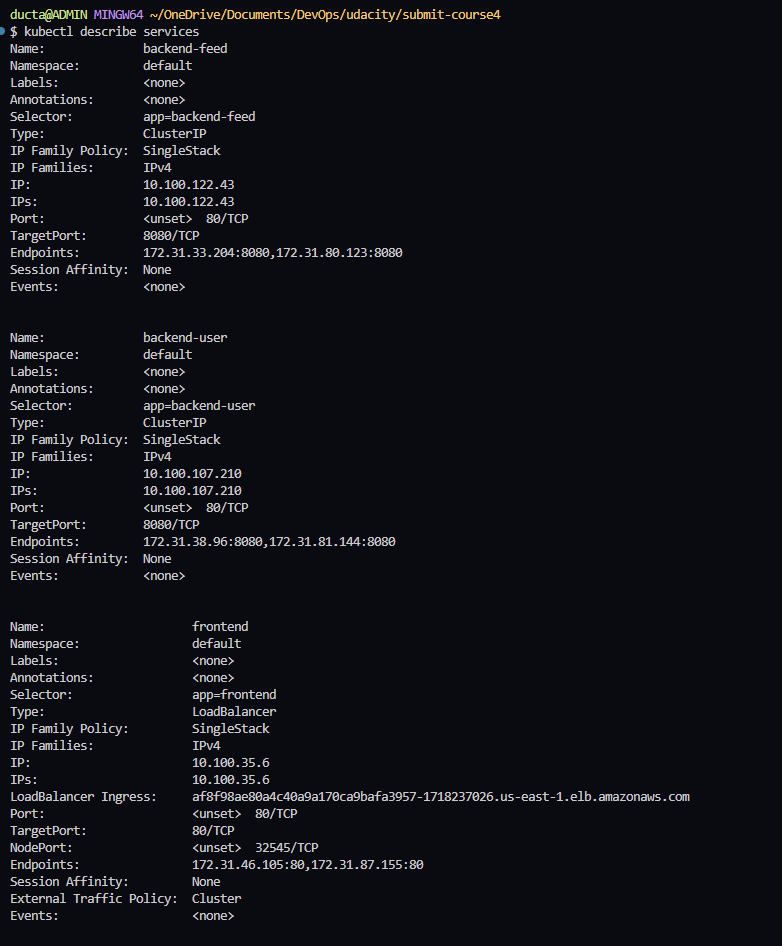 ducta@ADMIN MINGW64 ~/OneDrive/Documents/DevOps/udacity/submit-course4
$ kubectl describe services
Name:              backend-feed
Namespace:         default
Labels:            <none>
Annotations:       <none>
Selector:          app=backend-feed
Type:              ClusterIP
IP Family Policy:  SingleStack
IP Families:       IPv4
IP:                10.100.122.43
IPs:               10.100.122.43
Port:              <unset>  80/TCP
TargetPort:        8080/TCP
Endpoints:         172.31.33.204:8080,172.31.80.123:8080
Session Affinity:  None
Events:            <none>

Name:              backend-user
Namespace:         default
Labels:            <none>
Annotations:       <none>
Selector:          app=backend-user
Type:              ClusterIP
IP Family Policy:  SingleStack
IP Families:       IPv4
IP:                10.100.107.210
IPs:               10.100.107.210
Port:              <unset>  80/TCP
TargetPort:        8080/TCP
Endpoints:         172.31.38.96:8080,172.31.81.144:8080
Session Affinity:  None
Events:            <none>

Name:                     frontend
Namespace:                default
Labels:                   <none>
Annotations:              <none>
Selector:                 app=frontend
Type:                     LoadBalancer
IP Family Policy:         SingleStack
IP Families:              IPv4
IP:                       10.100.35.6
IPs:                      10.100.35.6
LoadBalancer Ingress:     af8f98ae80a4c40a9a170ca9bafa3957-1718237026.us-east-1.elb.amazonaws.com
Port:                     <unset>  80/TCP
TargetPort:               80/TCP
NodePort:                 <unset>  32545/TCP
Endpoints:                172.31.46.105:80,172.31.87.155:80
Session Affinity:         None
External Traffic Policy:  Cluster
Events:                   <none>